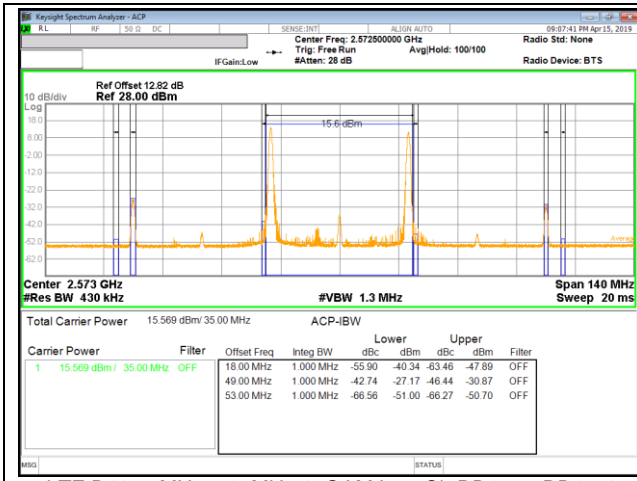 Keysight Spectrum Analyzer - ACP
RL RF 50 Ω DC SENSE:INT ALIGN AUTO 09:07:41 PM Apr 15, 2019
Center Freq: 2.572500000 GHz Radio Std: None
Trig: Free Run Avg|Hold: 100/100
IFGain:Low #Atten: 28 dB Radio Device: BTS
Ref Offset 12.82 dB
10 dB/div Ref 28.00 dBm
Log
18.0
15.6 dBm
8.00
-2.00
-12.0
-22.0
-32.0
-42.0
-52.0 Average
-62.0
Center 2.573 GHz Span 140 MHz
#Res BW 430 kHz #VBW 1.3 MHz Sweep 20 ms
Total Carrier Power 15.569 dBm/ 35.00 MHz ACP-IBW
Lower Upper
Carrier Power Filter Offset Freq Integ BW dBc dBm dBc dBm Filter
1 15.569 dBm / 35.00 MHz OFF 18.00 MHz 1.000 MHz -55.90 -40.34 -63.46 -47.89 OFF
49.00 MHz 1.000 MHz -42.74 -27.17 -46.44 -30.87 OFF
53.00 MHz 1.000 MHz -66.56 -51.00 -66.27 -50.70 OFF
MSG STATUS